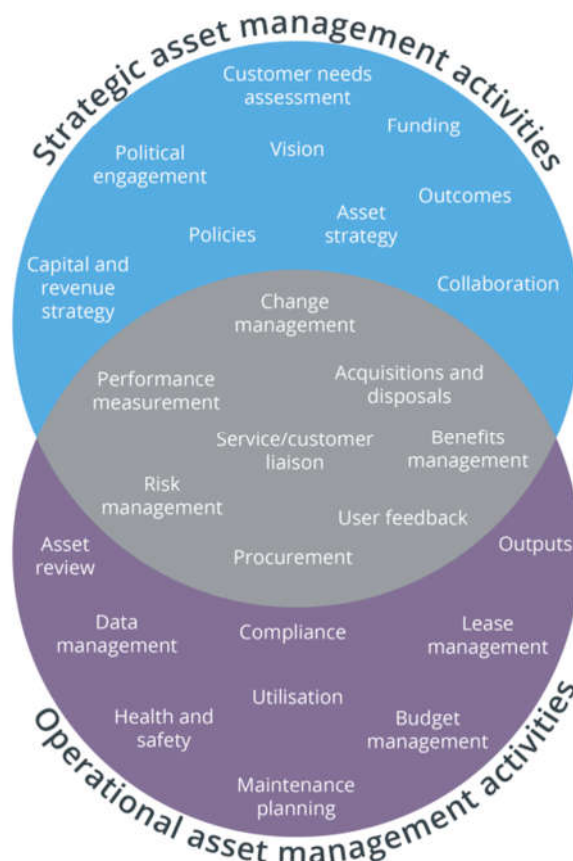 Strategic asset management activities
Customer needs
assessment
Funding
Vision
Political
engagement
Outcomes
Asset
strategy
Policies
Capital and
revenue
strategy
Collaboration
Change
management
Acquisitions and
disposals
Performance
measurement
Service/customer
liaison
Benefits
management
Risk
management
User feedback
Procurement
Asset
review
Outputs
Data
management
Compliance
Lease
management
Utilisation
Health and
safety
Budget
management
Maintenance
planning
Operational asset management activities